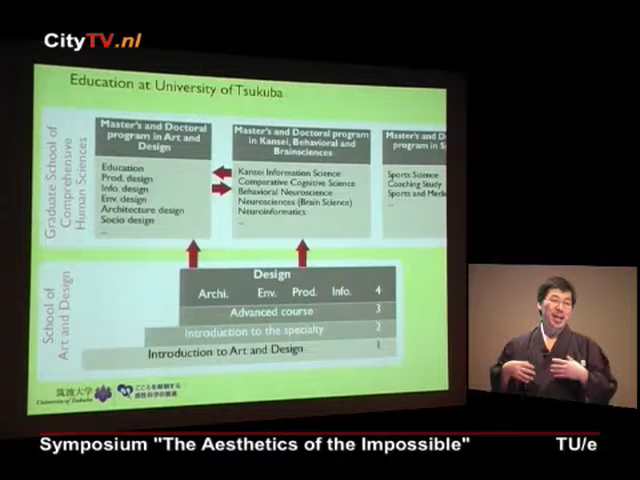 CityTV.nl
Education at University of Tsukuba
Graduate School of
Comprehensive
Human Sciences
Master's and Doctoral
program in Art and
Design
Education
Prod. design
Info. design
Env. design
Architecture design
Socio design
...
Master's and Doctoral program
in Kansei, Behavioral and
Brainsciences
Kansei Information Science
Comparative Cognitive Science
Behavioral Neuroscience
Neurosciences (Brain Science)
Neuroinformatics
...
Master's and D
program in S
Sports Science
Coaching Study
Sports and Medi
...
School of
Art and Design
Design
Archi. Env. Prod. Info. 4
Advanced course 3
Introduction to the specialty 2
Introduction to Art and Design 1
筑波大学
University of Tsukuba
こころを解明する
感性科学の推進
Symposium "The Aesthetics of the Impossible" TU/e